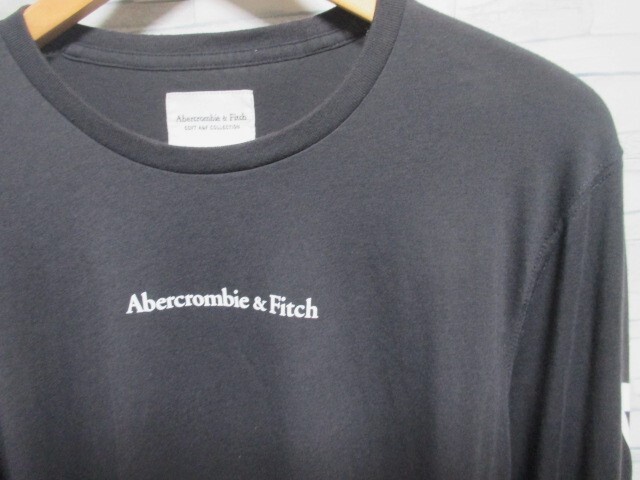 Abercrombie & Fitch
SOFT A&F COLLECTION
Abercrombie & Fitch